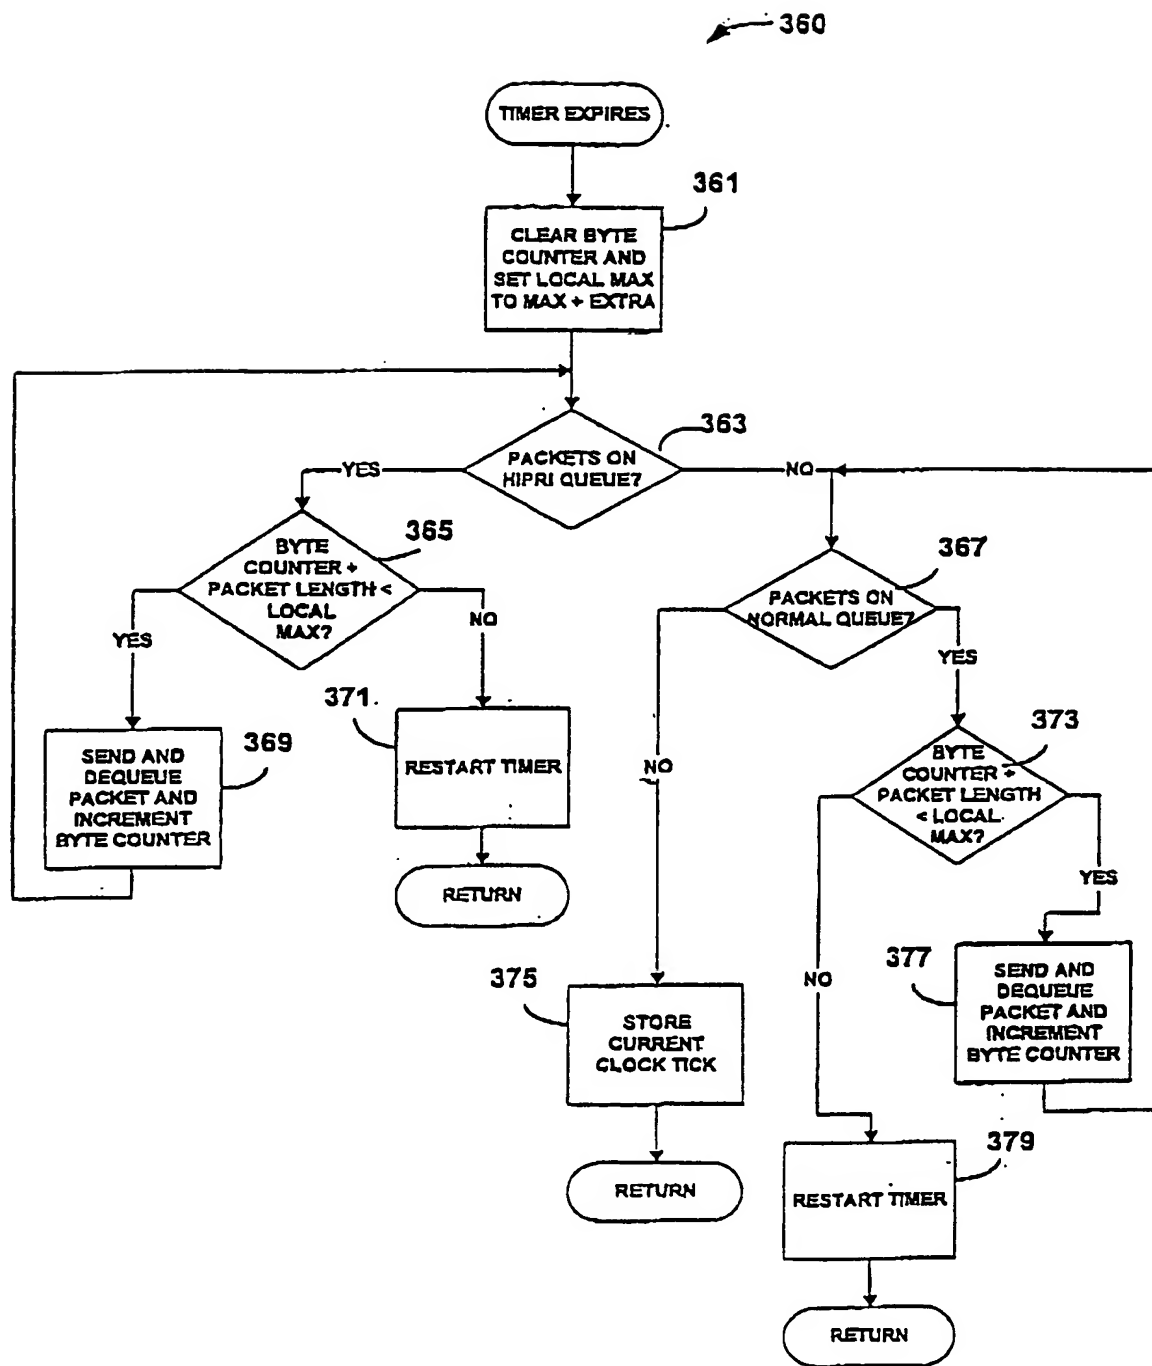 360
TIMER EXPIRES
361
CLEAR BYTE
COUNTER AND
SET LOCAL MAX
TO MAX + EXTRA
363
PACKETS ON
HIPRI QUEUE?
YES
NO
365
BYTE
COUNTER +
PACKET LENGTH <
LOCAL
MAX?
367
PACKETS ON
NORMAL QUEUE?
YES
NO
YES
371
RESTART TIMER
369
SEND AND
DEQUEUE
PACKET AND
INCREMENT
BYTE COUNTER
373
BYTE
COUNTER +
PACKET LENGTH
< LOCAL
MAX?
NO
RETURN
YES
375
STORE
CURRENT
CLOCK TICK
NO
377
SEND AND
DEQUEUE
PACKET AND
INCREMENT
BYTE COUNTER
379
RESTART TIMER
RETURN
RETURN